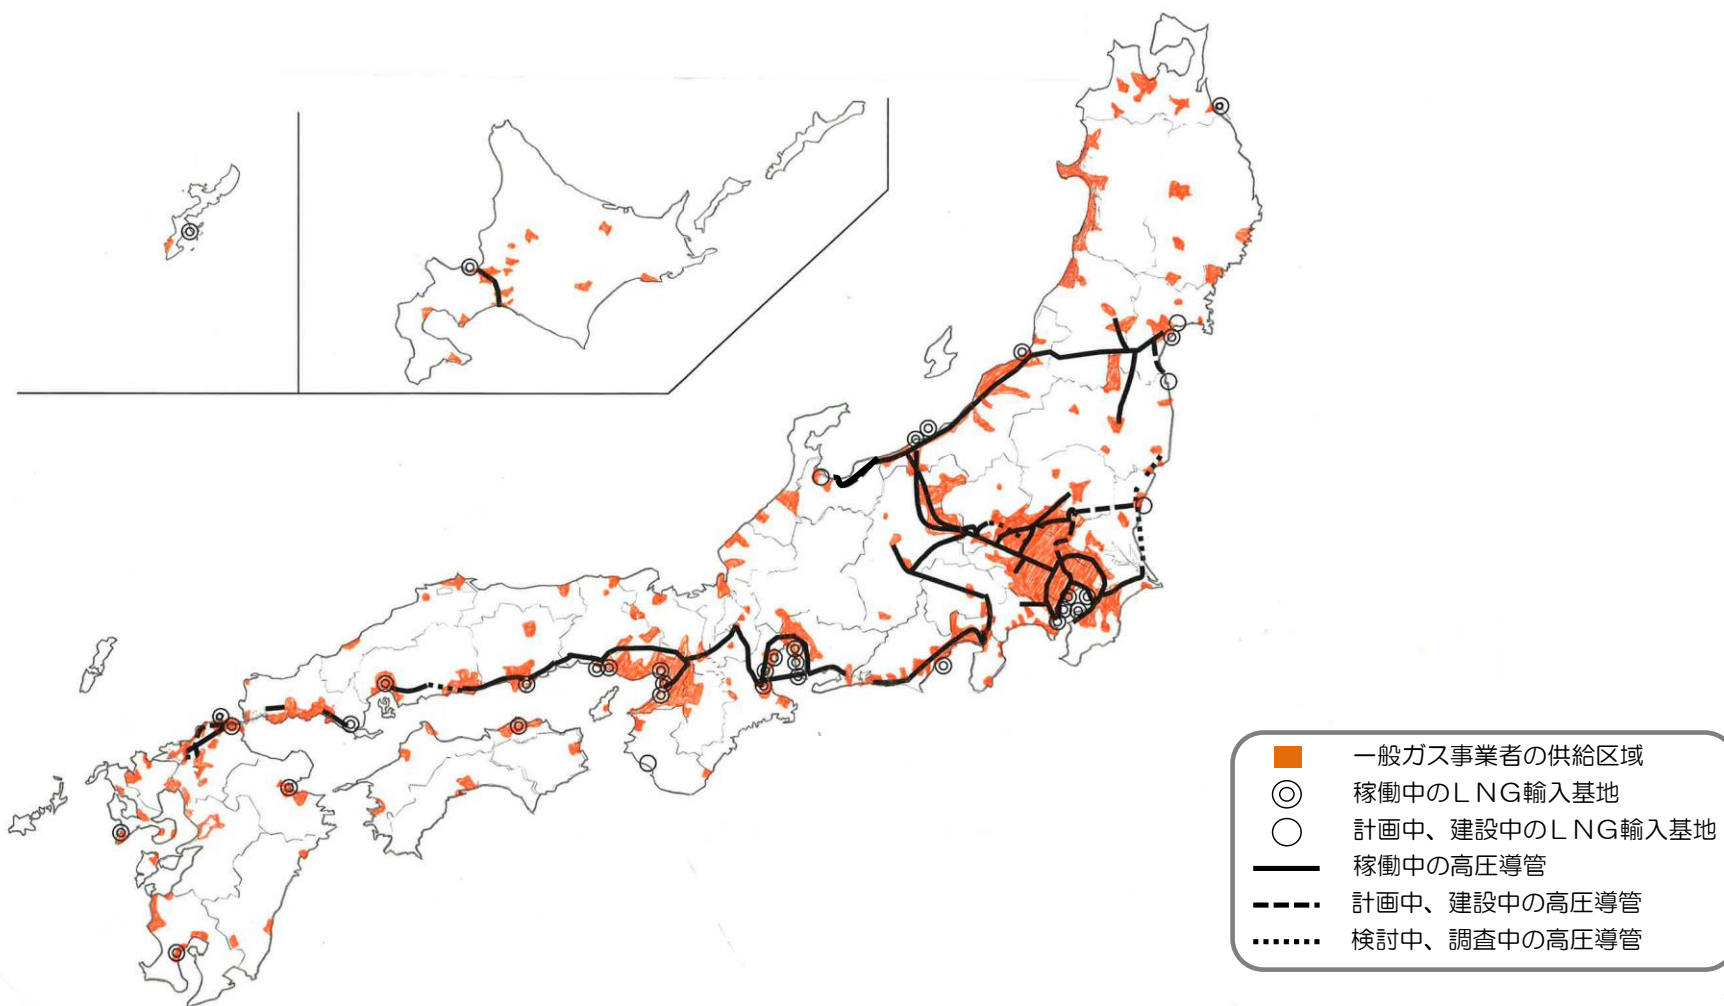 一般ガス事業者の供給区域
稼働中のＬＮＧ輸入基地
計画中、建設中のＬＮＧ輸入基地
稼働中の高圧導管
計画中、建設中の高圧導管
検討中、調査中の高圧導管